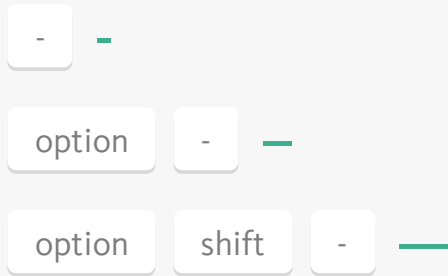 - -
option - –
option shift - —